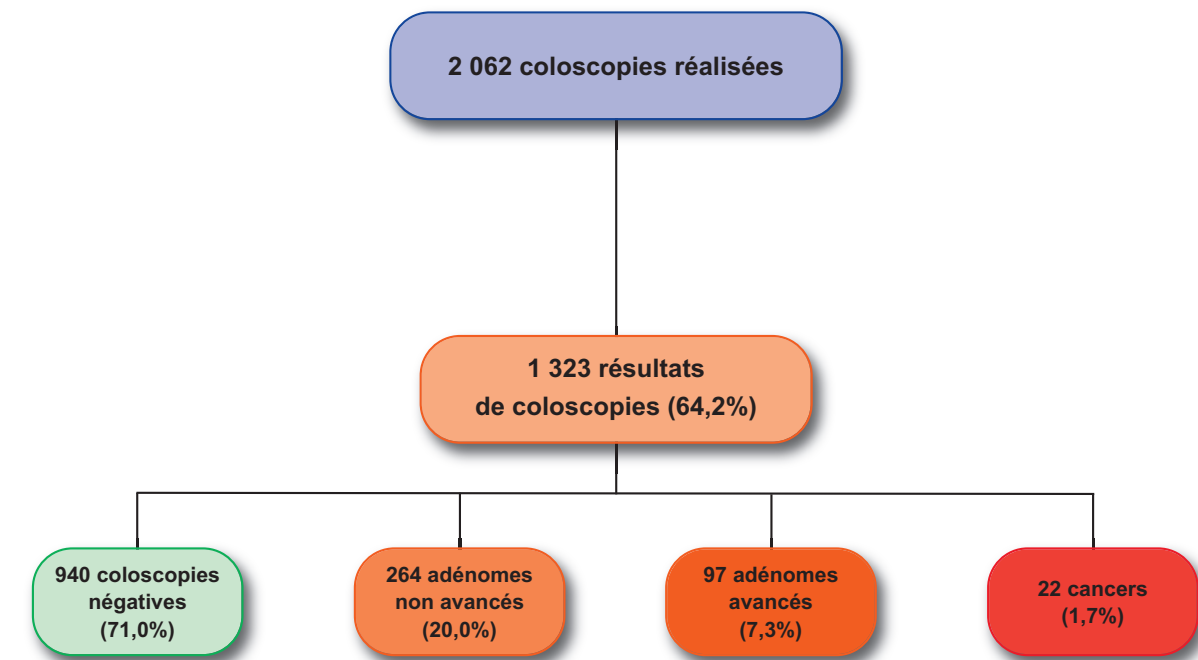 2 062 coloscopies réalisées
1 323 résultats
de coloscopies (64,2%)
940 coloscopies
négatives
(71,0%)
264 adénomes
non avancés
(20,0%)
97 adénomes
avancés
(7,3%)
22 cancers
(1,7%)